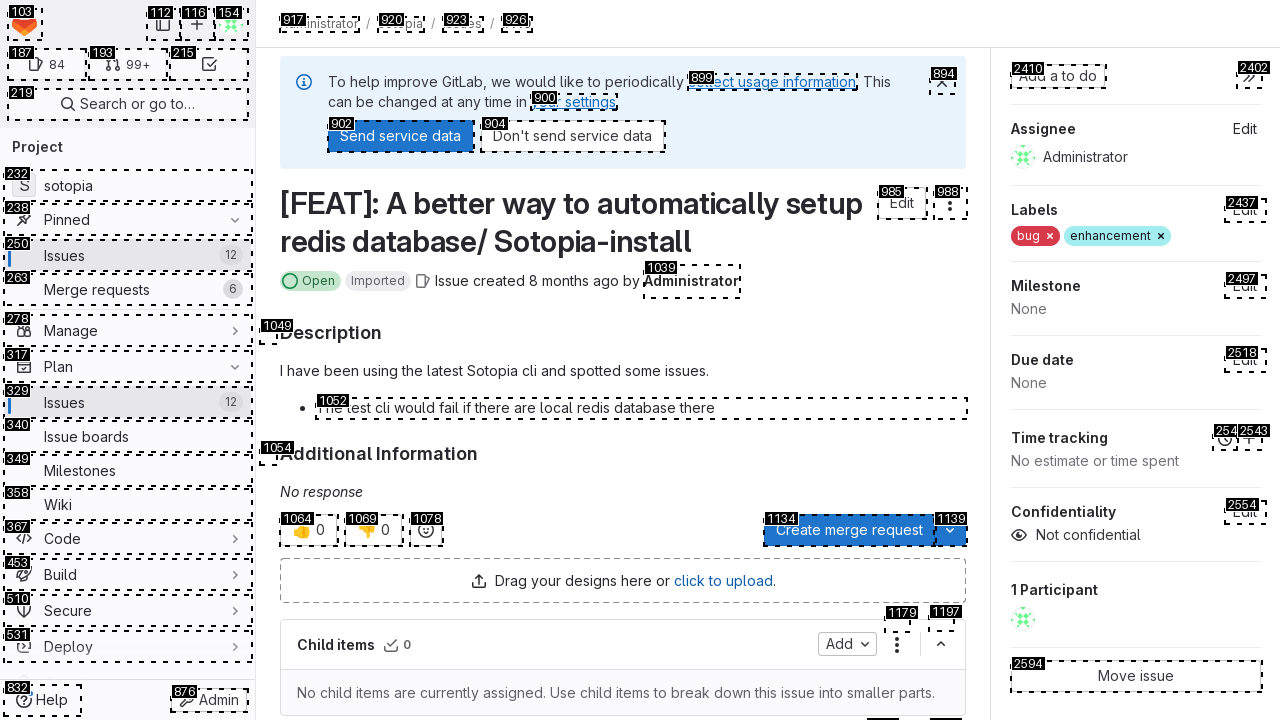 103
112
116
154
917
920
923
926
Administrator / Sotopia / Issues /
187
84
193
99+
215
219
Search or go to…
Project
232
S sotopia
238
Pinned
250
Issues 12
263
Merge requests 6
278
Manage
317
Plan
329
Issues 12
340
Issue boards
349
Milestones
358
Wiki
367
Code
453
Build
510
Secure
531
Deploy
832
Help
876
Admin
To help improve GitLab, we would like to periodically 899 collect usage information. This
can be changed at any time in 900 your settings.
894
902
Send service data
904
Don't send service data
[FEAT]: A better way to automatically setup
redis database/ Sotopia-install
985
Edit
988
Open Imported Issue created 8 months ago by Administrator
1039
1049
Description
I have been using the latest Sotopia cli and spotted some issues.
1052
The test cli would fail if there are local redis database there
1054
Additional Information
No response
1064
👍 0
1069
👎 0
1078
1134
Create merge request
1139
Drag your designs here or click to upload.
1179
1197
Child items 0
Add
No child items are currently assigned. Use child items to break down this issue into smaller parts.
2410
Add a to do
2402
Assignee Edit
Administrator
Labels
2437
Edit
bug × enhancement ×
Milestone
2497
Edit
None
Due date
2518
Edit
None
Time tracking
254
2543
No estimate or time spent
Confidentiality
2554
Edit
Not confidential
1 Participant
2594
Move issue